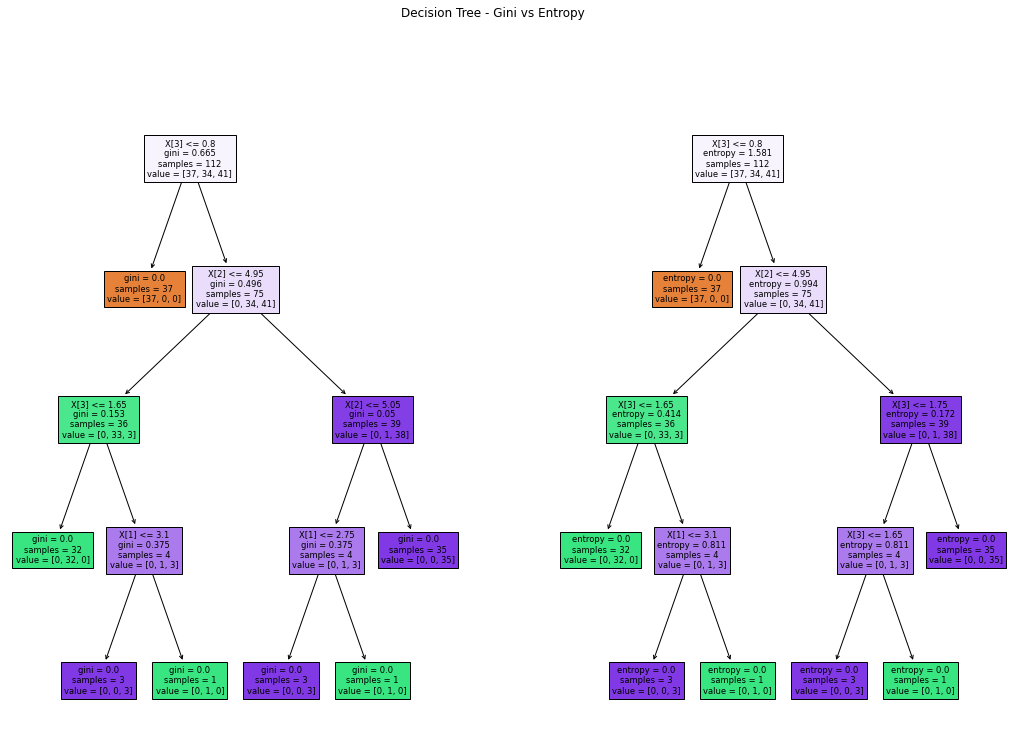 Decision Tree - Gini vs Entropy
X[3] <= 0.8
gini = 0.665
samples = 112
value = [37, 34, 41]
gini = 0.0
samples = 37
value = [37, 0, 0]
X[2] <= 4.95
gini = 0.496
samples = 75
value = [0, 34, 41]
X[3] <= 1.65
gini = 0.153
samples = 36
value = [0, 33, 3]
X[2] <= 5.05
gini = 0.05
samples = 39
value = [0, 1, 38]
gini = 0.0
samples = 32
value = [0, 32, 0]
X[1] <= 3.1
gini = 0.375
samples = 4
value = [0, 1, 3]
X[1] <= 2.75
gini = 0.375
samples = 4
value = [0, 1, 3]
gini = 0.0
samples = 35
value = [0, 0, 35]
gini = 0.0
samples = 3
value = [0, 0, 3]
gini = 0.0
samples = 1
value = [0, 1, 0]
gini = 0.0
samples = 3
value = [0, 0, 3]
gini = 0.0
samples = 1
value = [0, 1, 0]
X[3] <= 0.8
entropy = 1.581
samples = 112
value = [37, 34, 41]
entropy = 0.0
samples = 37
value = [37, 0, 0]
X[2] <= 4.95
entropy = 0.994
samples = 75
value = [0, 34, 41]
X[3] <= 1.65
entropy = 0.414
samples = 36
value = [0, 33, 3]
X[3] <= 1.75
entropy = 0.172
samples = 39
value = [0, 1, 38]
entropy = 0.0
samples = 32
value = [0, 32, 0]
X[1] <= 3.1
entropy = 0.811
samples = 4
value = [0, 1, 3]
X[3] <= 1.65
entropy = 0.811
samples = 4
value = [0, 1, 3]
entropy = 0.0
samples = 35
value = [0, 0, 35]
entropy = 0.0
samples = 3
value = [0, 0, 3]
entropy = 0.0
samples = 1
value = [0, 1, 0]
entropy = 0.0
samples = 3
value = [0, 0, 3]
entropy = 0.0
samples = 1
value = [0, 1, 0]